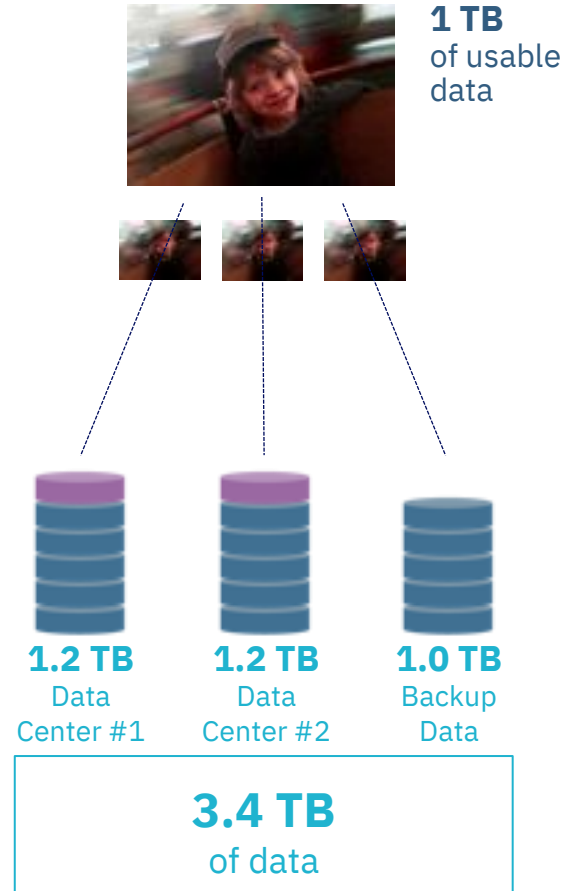 1 TB
of usable
data
1.2 TB
Data
Center #1
1.2 TB
Data
Center #2
1.0 TB
Backup
Data
3.4 TB
of data